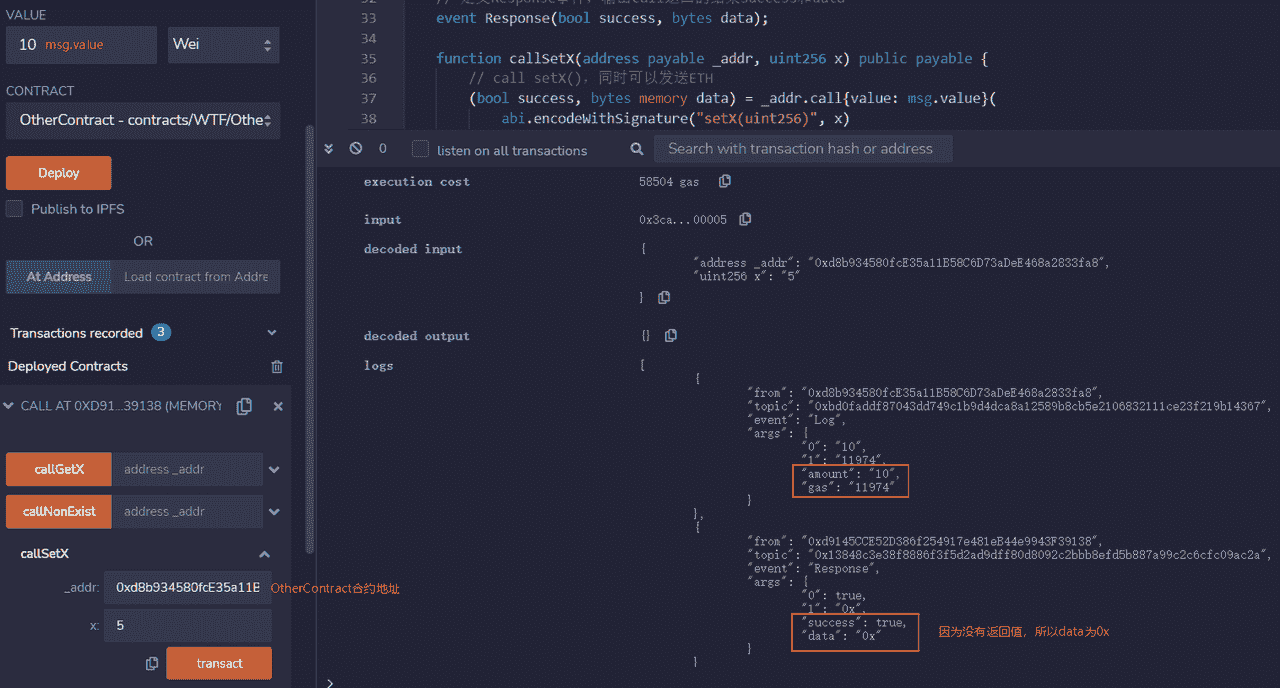 VALUE
10 msg.value Wei
CONTRACT
OtherContract - contracts/WTF/Othe
Deploy
Publish to IPFS
OR
At Address Load contract from Addre
Transactions recorded 3
Deployed Contracts
CALL AT 0XD91...39138 (MEMORY
callGetX address _addr
callNonExist address _addr
callSetX
_addr: 0xd8b934580fcE35a11B OtherContract合约地址
x: 5
transact
33 event Response(bool success, bytes data);
34
35 function callSetX(address payable _addr, uint256 x) public payable {
36 // call setX()，同时可以发送ETH
37 (bool success, bytes memory data) = _addr.call{value: msg.value}(
38 abi.encodeWithSignature("setX(uint256)", x)
0 listen on all transactions Search with transaction hash or address
execution cost 58504 gas
input 0x3ca...00005
decoded input {
"address _addr": "0xd8b934580fcE35a11B58C6D73aDeE468a2833fa8",
"uint256 x": "5"
}
decoded output {}
logs [
{
"from": "0xd8b934580fcE35a11B58C6D73aDeE468a2833fa8",
"topic": "0xbd0faddf87043dd749c1b9d4dca8a12589b8cb5e2106832111ce23f219b14367",
"event": "Log",
"args": {
"0": "10",
"1": "11974",
"amount": "10",
"gas": "11974"
}
},
{
"from": "0xd9145CCE52D386f254917e481eB44e9943F39138",
"topic": "0x13848c3e38f8886f3f5d2ad9dff80d8092c2bbb8efd5b887a99c2c6cfc09ac2a",
"event": "Response",
"args": {
"0": true,
"1": "0x",
"success": true,
"data": "0x" 因为没有返回值，所以data为0x
}
}
>